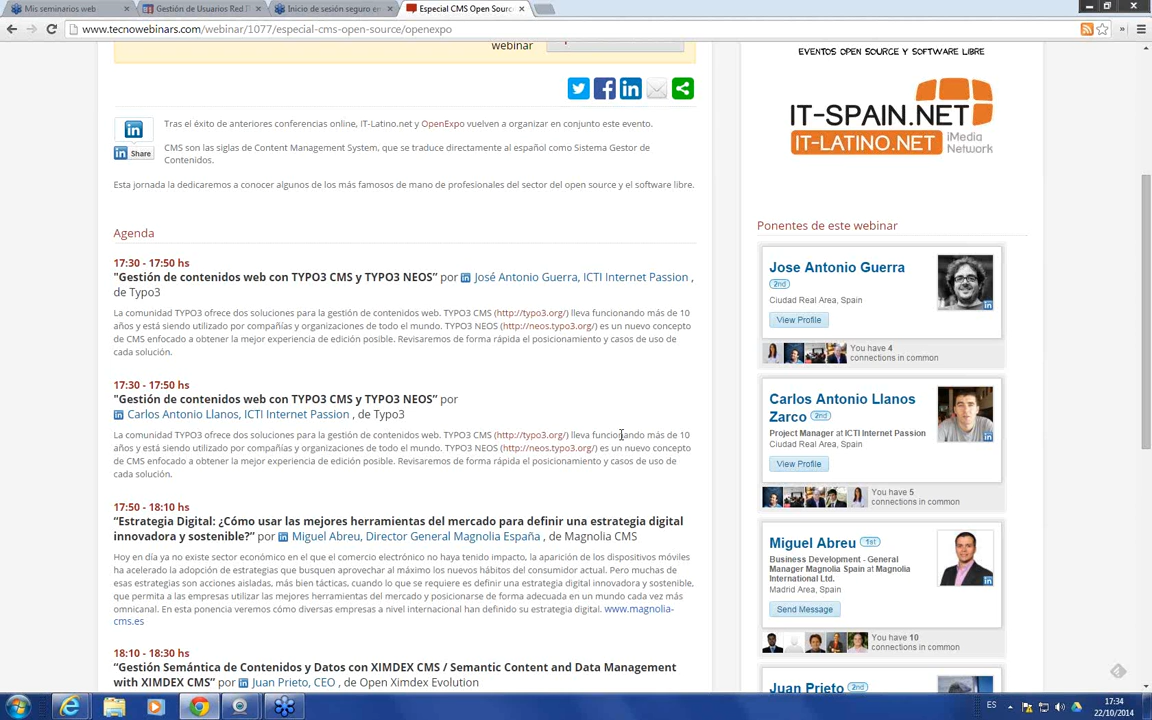 Mis seminarios web
Gestión de Usuarios Red I
Inicio de sesión seguro en
Especial CMS Open Sourc
www.tecnowebinars.com/webinar/1077/especial-cms-open-source/openexpo
webinar
EVENTOS OPEN SOURCE Y SOFTWARE LIBRE
IT-SPAIN.NET
IT-LATINO.NET iMedia Network
in
in Share
Tras el éxito de anteriores conferencias online, IT-Latino.net y OpenExpo vuelven a organizar en conjunto este evento.
CMS son las siglas de Content Management System, que se traduce directamente al español como Sistema Gestor de
Contenidos.
Esta jornada la dedicaremos a conocer algunos de los más famosos de mano de profesionales del sector del open source y el software libre.
Agenda
17:30 - 17:50 hs
"Gestión de contenidos web con TYPO3 CMS y TYPO3 NEOS” por in José Antonio Guerra, ICTI Internet Passion ,
de Typo3
La comunidad TYPO3 ofrece dos soluciones para la gestión de contenidos web. TYPO3 CMS (http://typo3.org/) lleva funcionando más de 10
años y está siendo utilizado por compañías y organizaciones de todo el mundo. TYPO3 NEOS (http://neos.typo3.org/) es un nuevo concepto
de CMS enfocado a obtener la mejor experiencia de edición posible. Revisaremos de forma rápida el posicionamiento y casos de uso de
cada solución.
17:30 - 17:50 hs
"Gestión de contenidos web con TYPO3 CMS y TYPO3 NEOS” por
in Carlos Antonio Llanos, ICTI Internet Passion , de Typo3
La comunidad TYPO3 ofrece dos soluciones para la gestión de contenidos web. TYPO3 CMS (http://typo3.org/) lleva funcionando más de 10
años y está siendo utilizado por compañías y organizaciones de todo el mundo. TYPO3 NEOS (http://neos.typo3.org/) es un nuevo concepto
de CMS enfocado a obtener la mejor experiencia de edición posible. Revisaremos de forma rápida el posicionamiento y casos de uso de
cada solución.
17:50 - 18:10 hs
“Estrategia Digital: ¿Cómo usar las mejores herramientas del mercado para definir una estrategia digital
innovadora y sostenible?” por in Miguel Abreu, Director General Magnolia España , de Magnolia CMS
Hoy en día ya no existe sector económico en el que el comercio electrónico no haya tenido impacto, la aparición de los dispositivos móviles
ha acelerado la adopción de estrategias que busquen aprovechar al máximo los nuevos hábitos del consumidor actual. Pero muchas de
esas estrategias son acciones aisladas, más bien tácticas, cuando lo que se requiere es definir una estrategia digital innovadora y sostenible,
que permita a las empresas utilizar las mejores herramientas del mercado y posicionarse de forma adecuada en un mundo cada vez más
omnicanal. En esta ponencia veremos cómo diversas empresas a nivel internacional han definido su estrategia digital. www.magnolia-
cms.es
18:10 - 18:30 hs
“Gestión Semántica de Contenidos y Datos con XIMDEX CMS / Semantic Content and Data Management
with XIMDEX CMS” por in Juan Prieto, CEO , de Open Ximdex Evolution
Ponentes de este webinar
Jose Antonio Guerra
2nd
Ciudad Real Area, Spain
View Profile
You have 4
connections in common
Carlos Antonio Llanos
Zarco 2nd
Project Manager at ICTI Internet Passion
Ciudad Real Area, Spain
View Profile
You have 5
connections in common
Miguel Abreu 1st
Business Development - General
Manager Magnolia Spain at Magnolia
International Ltd.
Madrid Area, Spain
Send Message
You have 10
connections in common
Juan Prieto 2nd
ES
17:34
22/10/2014